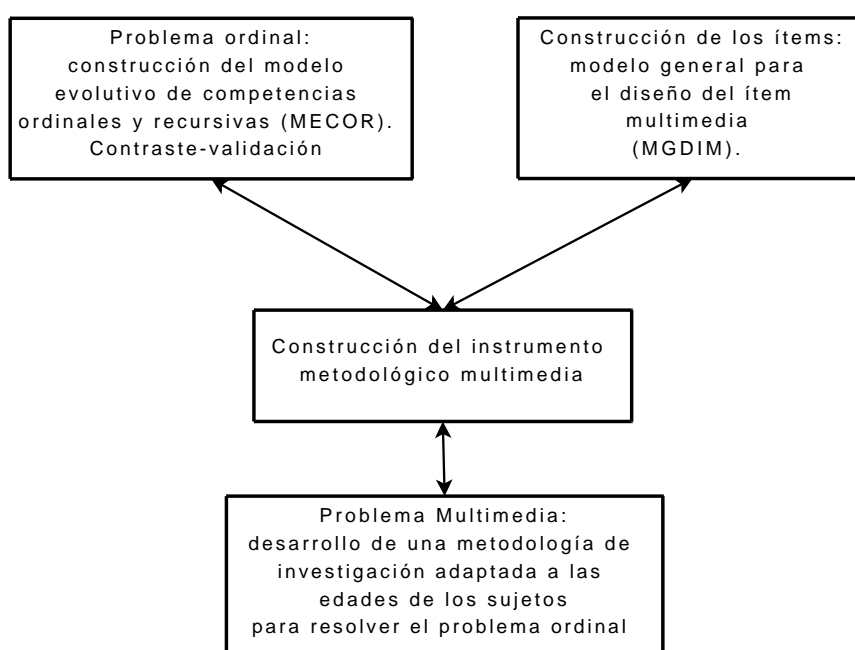 Problema ordinal:
construcción del modelo
evolutivo de competencias
ordinales y recursivas (MECOR).
Contraste-validación
Construcción de los ítems:
modelo general para
el diseño del ítem
multimedia
(MGDIM).
Construcción del instrumento
metodológico multimedia
Problema Multimedia:
desarrollo de una metodología de
investigación adaptada a las
edades de los sujetos
para resolver el problema ordinal